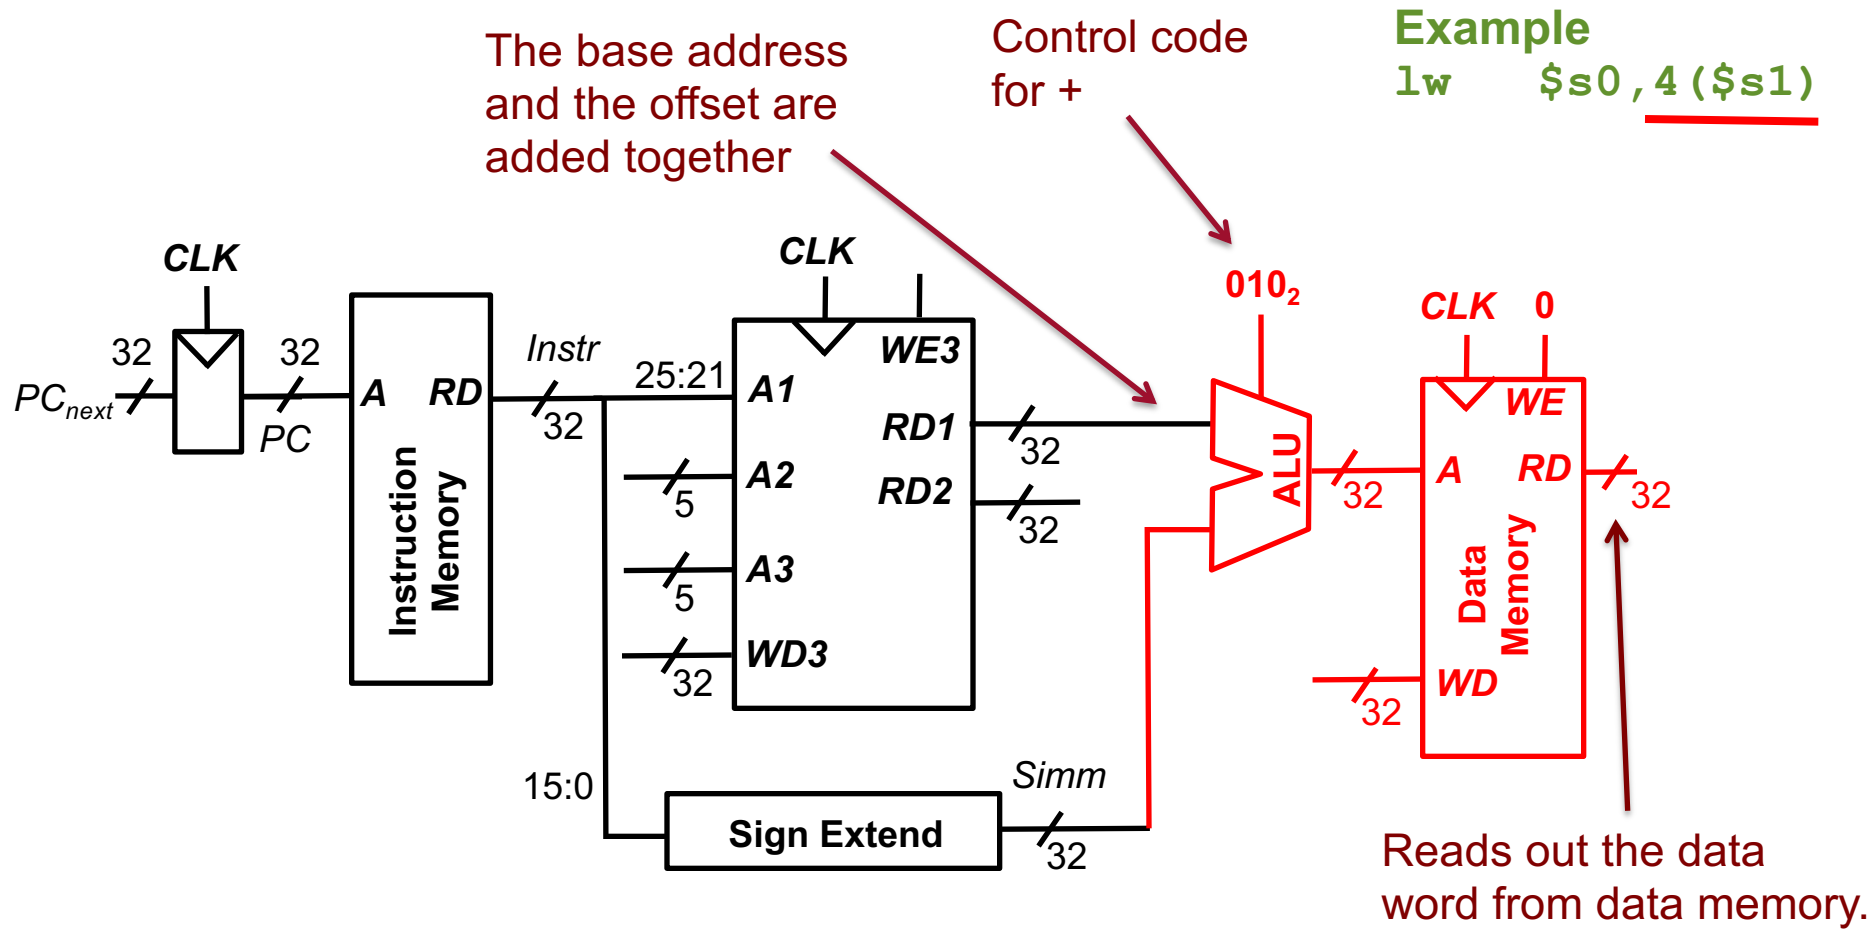 The base address
and the offset are
added together
Control code
for +
Example
lw $s0,4($s1)
CLK
CLK
010₂
CLK 0
32
32
Instr
25:21
PCnext
PC
A RD
32
Instruction
Memory
A1
WE3
RD1
32
A2
5
RD2
32
A3
5
WD3
32
ALU
32
WE
A RD
32
Data
Memory
WD
32
15:0
Sign Extend
Simm
32
Reads out the data
word from data memory.